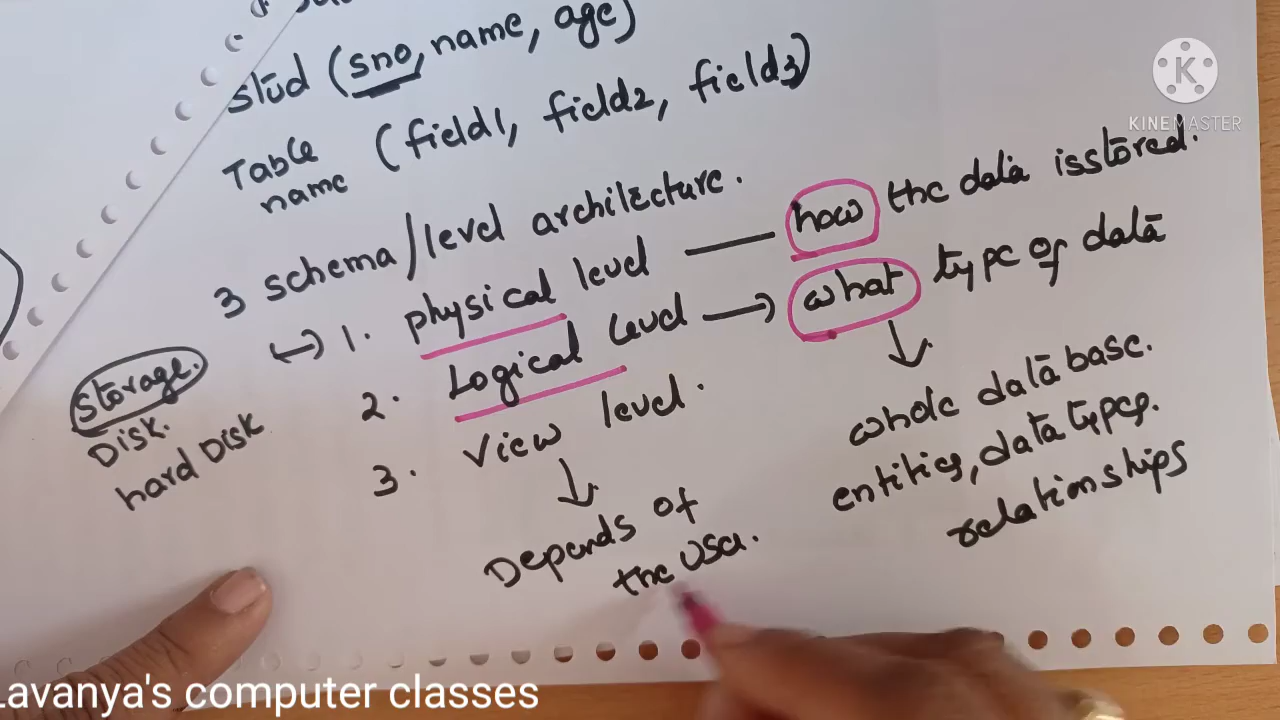 stud (sno, name, age)
Table name (field1, field2, field3)
3 schema/level architecture.
1. physical level — how the data is stored.
storage.
Disk.
hard Disk
2. Logical level → what type of data
whole database.
entities, data types.
relationships
3. View level.
Depends of
the user.
KINEMASTER
Lavanya's computer classes